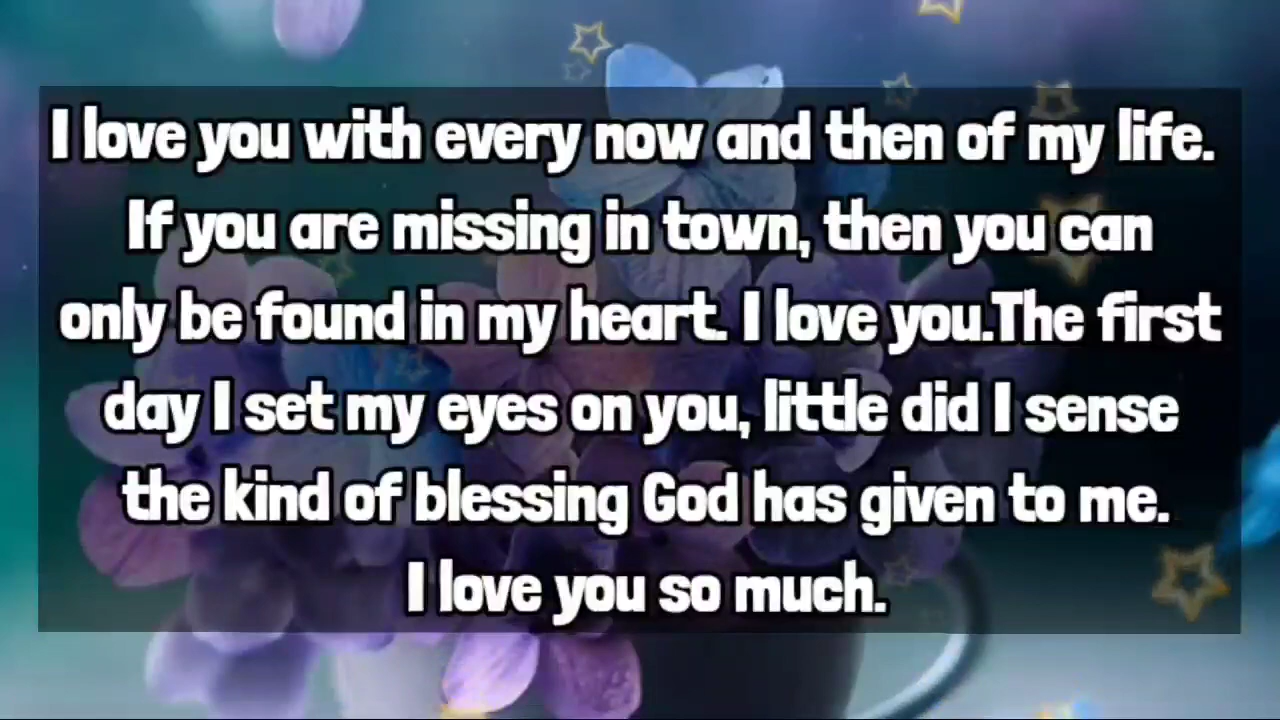 I love you with every now and then of my life.
If you are missing in town, then you can
only be found in my heart. I love you.The first
day I set my eyes on you, little did I sense
the kind of blessing God has given to me.
I love you so much.